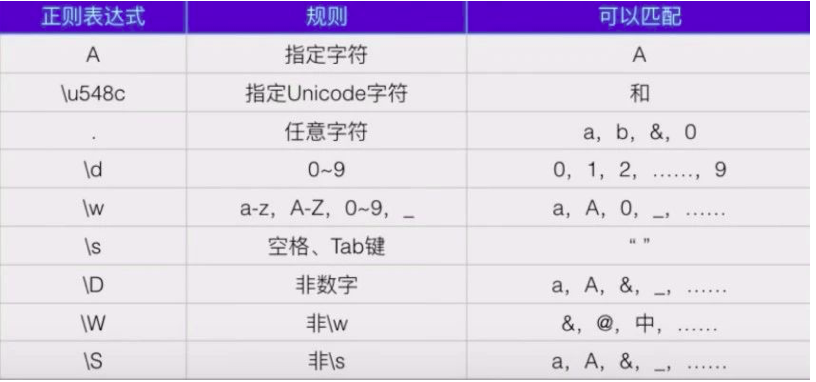 正则表达式 规则 可以匹配
A 指定字符 A
\u548c 指定Unicode字符 和
. 任意字符 a，b，&，0
\d 0~9 0，1，2，……，9
\w a-z，A-Z，0~9，_ a，A，0，_，……
\s 空格、Tab键 “ ”
\D 非数字 a，A，&，_，……
\W 非\w &，@，中，……
\S 非\s a，A，&，_，……